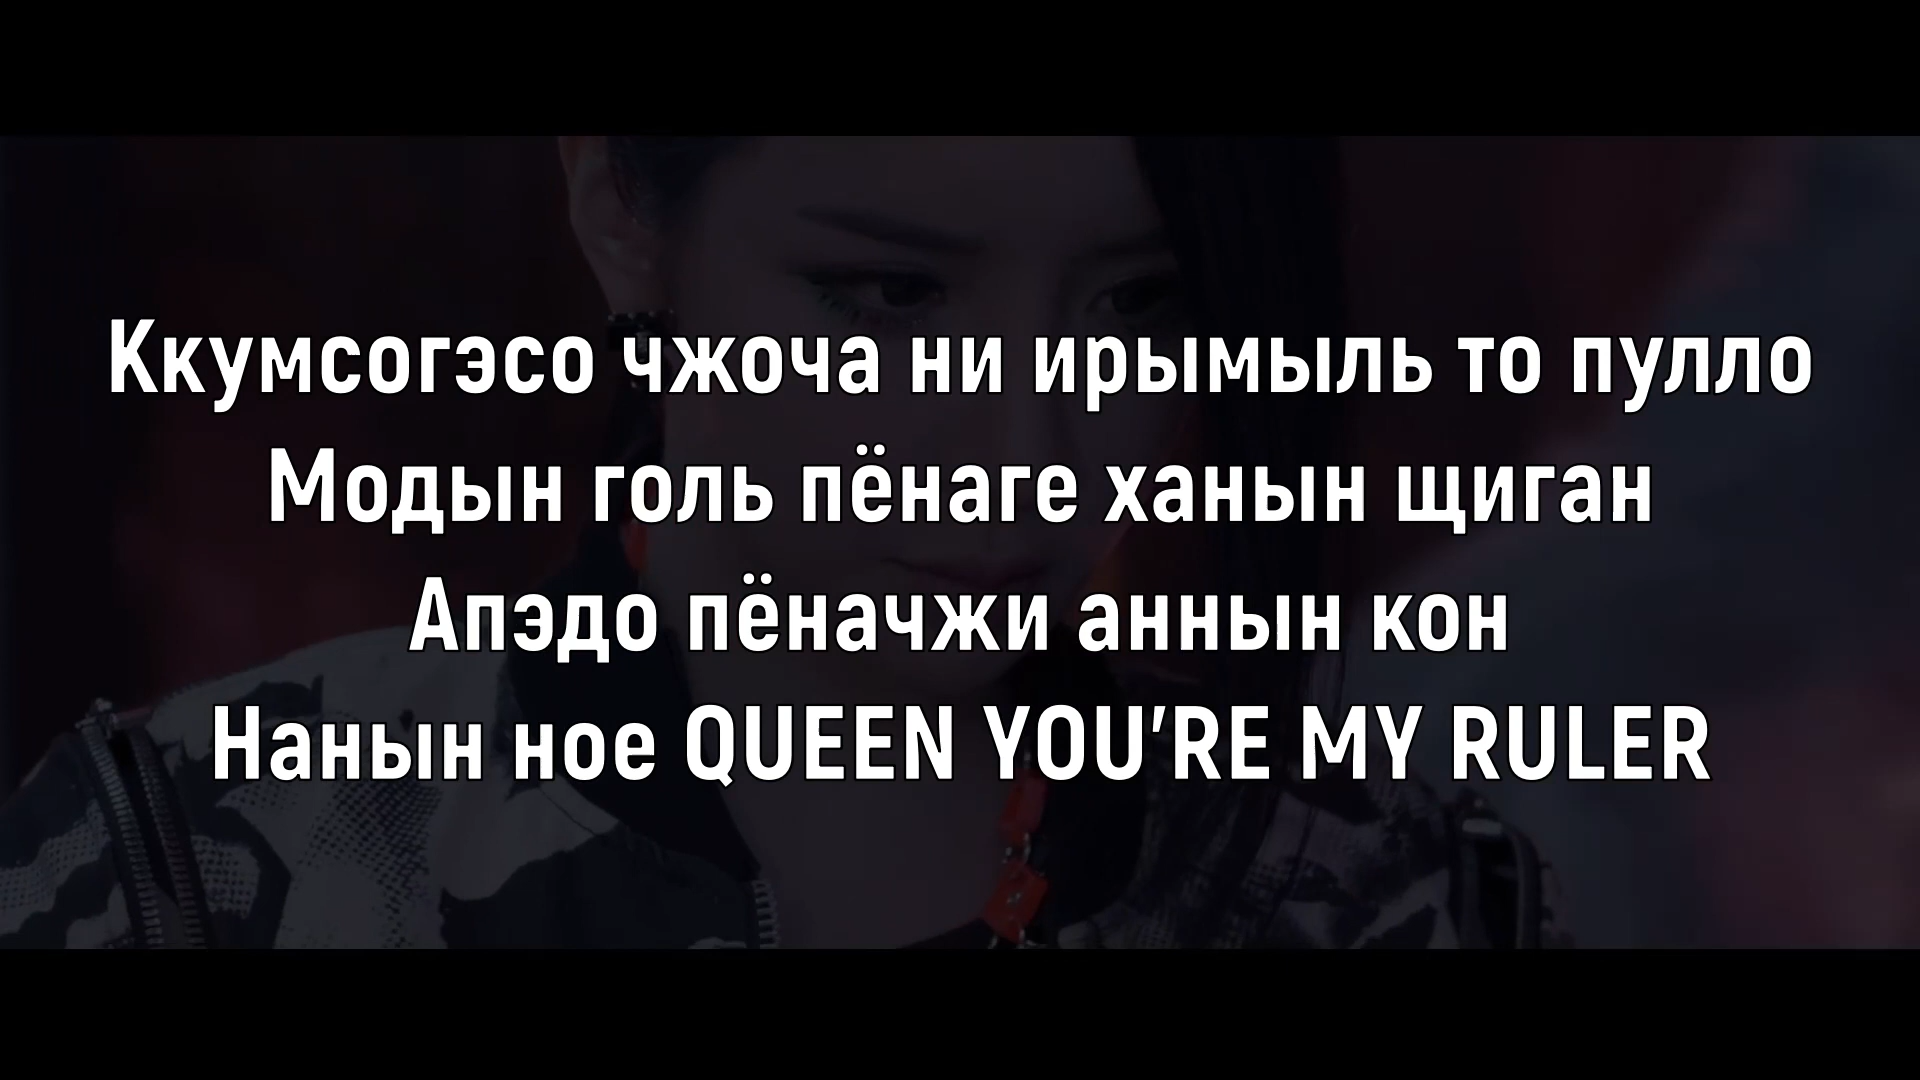 Ккумсогэсо чжоча ни ирымыль то пулло
Модын голь пёнаге ханын щиган
Апэдо пёначжи аннын кон
Нанын ное QUEEN YOU'RE MY RULER